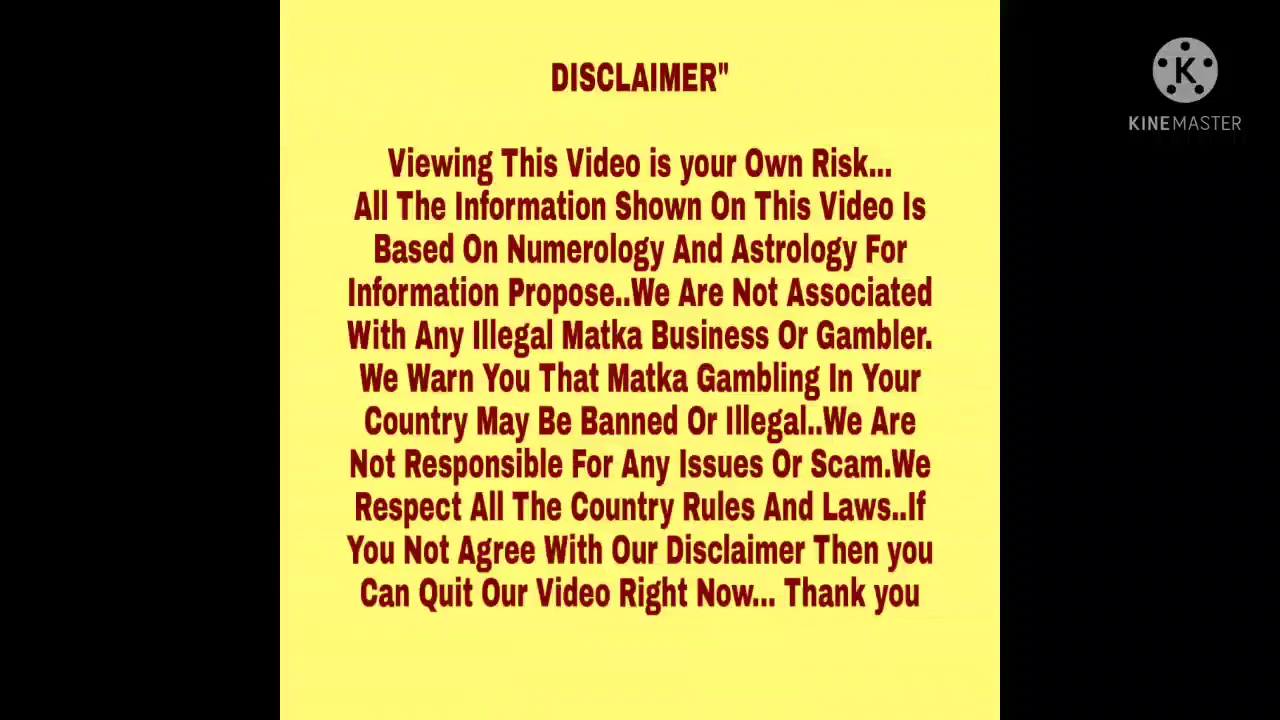 DISCLAIMER"
Viewing This Video is your Own Risk...
All The Information Shown On This Video Is
Based On Numerology And Astrology For
Information Propose..We Are Not Associated
With Any Illegal Matka Business Or Gambler.
We Warn You That Matka Gambling In Your
Country May Be Banned Or Illegal..We Are
Not Responsible For Any Issues Or Scam.We
Respect All The Country Rules And Laws..If
You Not Agree With Our Disclaimer Then you
Can Quit Our Video Right Now... Thank you
K
KINEMASTER